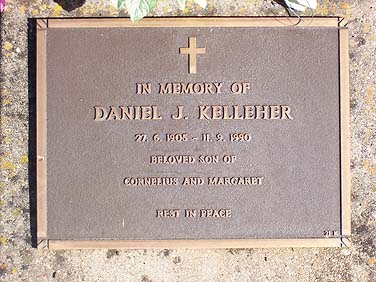 IN MEMORY OF
DANIEL J. KELLEHER
27. 6. 1905 – 11. 9. 1990
BELOVED SON OF
CORNELIUS AND MARGARET
REST IN PEACE